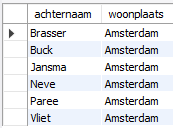 achternaam woonplaats
Brasser Amsterdam
Buck Amsterdam
Jansma Amsterdam
Neve Amsterdam
Paree Amsterdam
Vliet Amsterdam